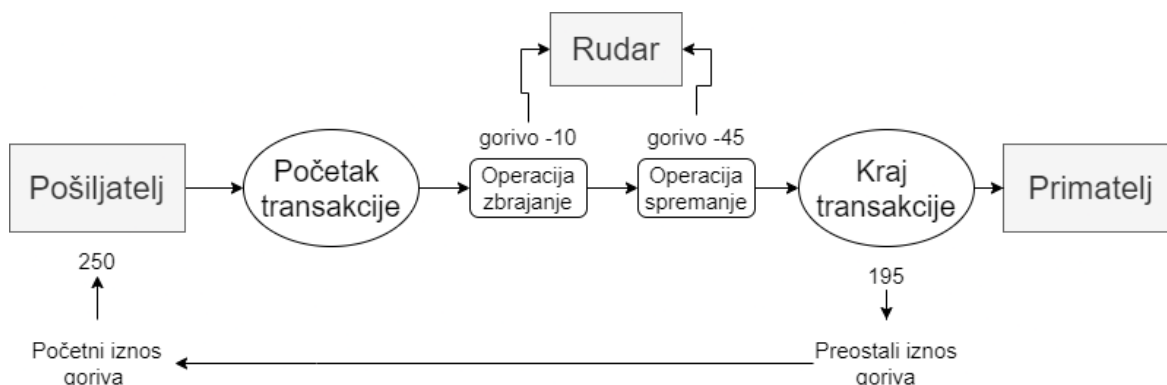 Rudar
gorivo -10
gorivo -45
Pošiljatelj
Početak
transakcije
Operacija
zbrajanje
Operacija
spremanje
Kraj
transakcije
Primatelj
250
195
Početni iznos
goriva
Preostali iznos
goriva